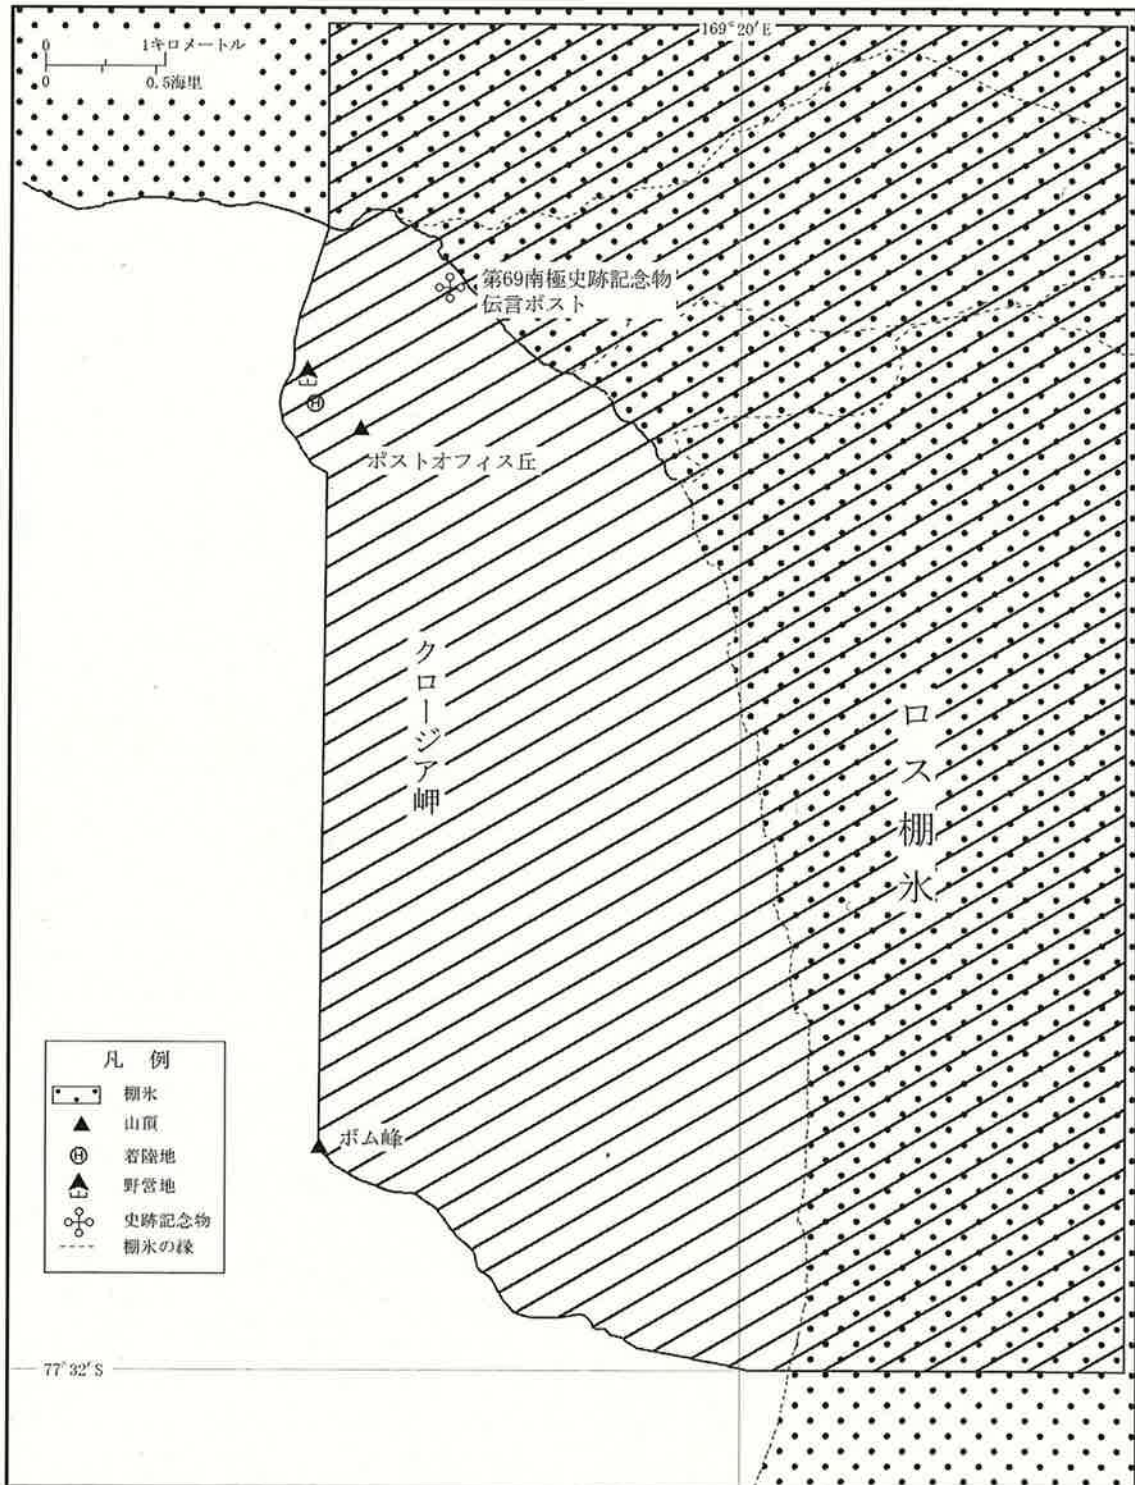 169°20′E
0 1キロメートル
0 0.5海里
第69南極史跡記念物
伝言ポスト
ポストオフィス丘
クロージア岬
ロス棚氷
ボム峰
凡 例
棚氷
山頂
H 着陸地
野営地
史跡記念物
棚氷の縁
77°32′S